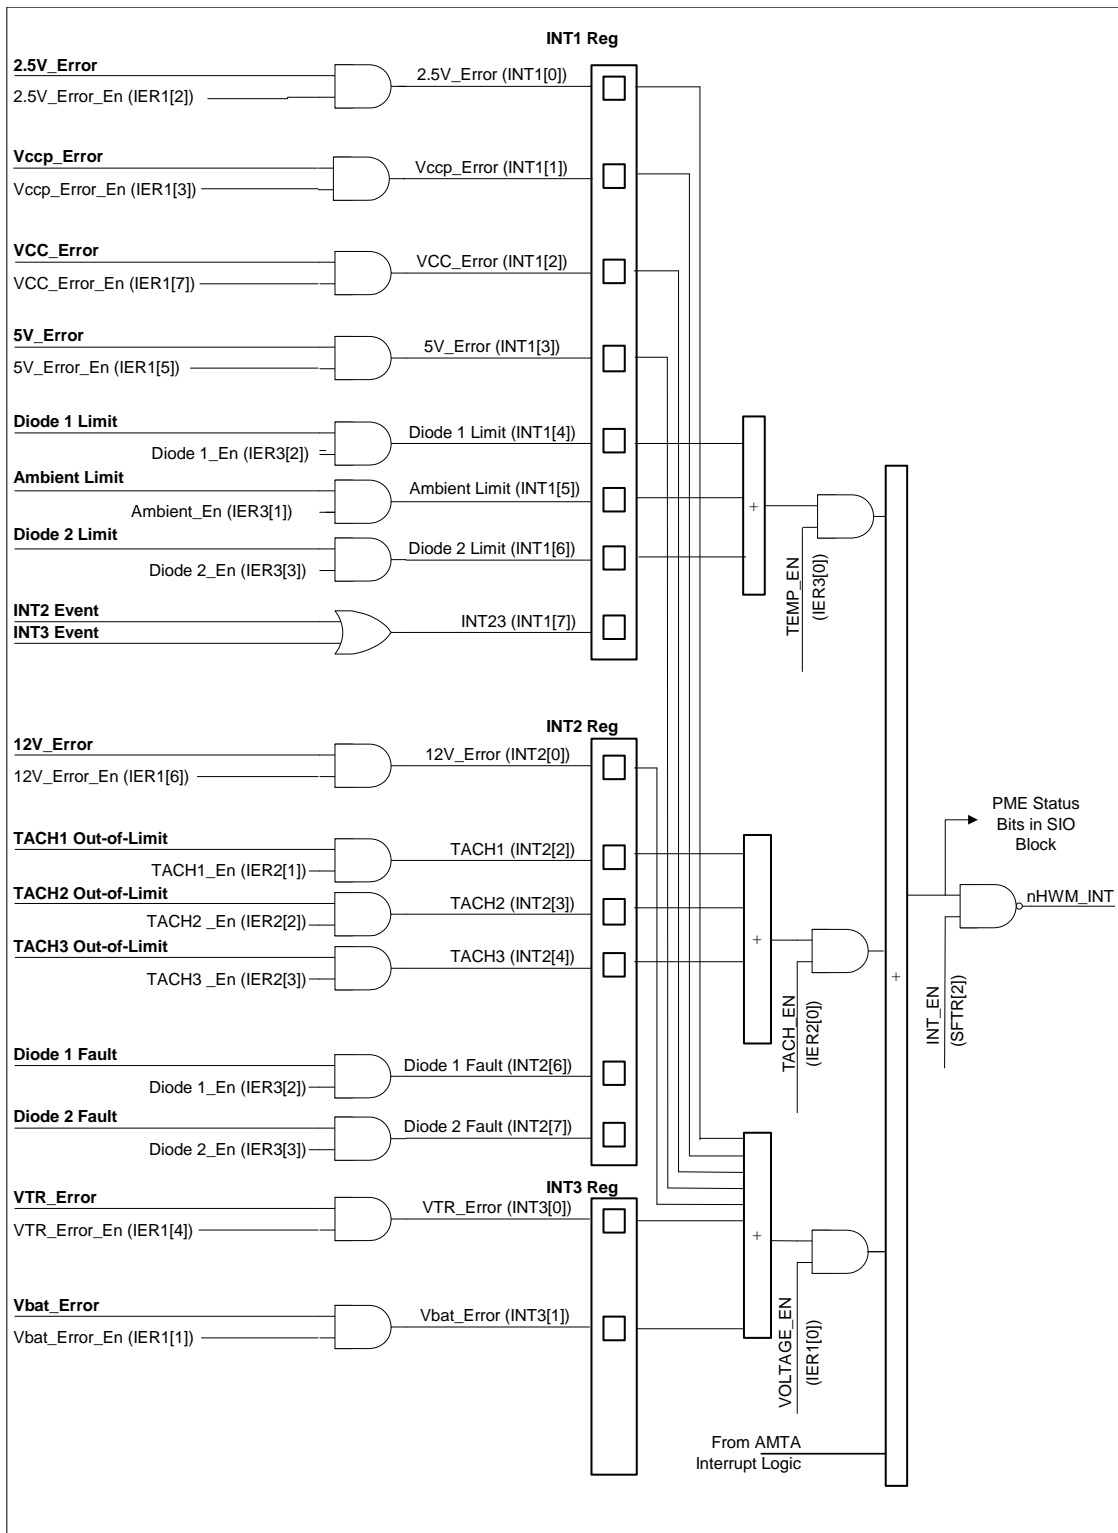 INT1 Reg
2.5V_Error
2.5V_Error_En (IER1[2])
2.5V_Error (INT1[0])
Vccp_Error
Vccp_Error_En (IER1[3])
Vccp_Error (INT1[1])
VCC_Error
VCC_Error_En (IER1[7])
VCC_Error (INT1[2])
5V_Error
5V_Error_En (IER1[5])
5V_Error (INT1[3])
Diode 1 Limit
Diode 1_En (IER3[2])
Diode 1 Limit (INT1[4])
Ambient Limit
Ambient_En (IER3[1])
Ambient Limit (INT1[5])
Diode 2 Limit
Diode 2_En (IER3[3])
Diode 2 Limit (INT1[6])
INT2 Event
INT3 Event
INT23 (INT1[7])
+
TEMP_EN
(IER3[0])
INT2 Reg
12V_Error
12V_Error_En (IER1[6])
12V_Error (INT2[0])
TACH1 Out-of-Limit
TACH1_En (IER2[1])
TACH1 (INT2[2])
TACH2 Out-of-Limit
TACH2 _En (IER2[2])
TACH2 (INT2[3])
TACH3 Out-of-Limit
TACH3 _En (IER2[3])
TACH3 (INT2[4])
+
TACH_EN
(IER2[0])
+
PME Status
Bits in SIO
Block
nHWM_INT
INT_EN
(SFTR[2])
Diode 1 Fault
Diode 1_En (IER3[2])
Diode 1 Fault (INT2[6])
Diode 2 Fault
Diode 2_En (IER3[3])
Diode 2 Fault (INT2[7])
INT3 Reg
VTR_Error
VTR_Error_En (IER1[4])
VTR_Error (INT3[0])
+
Vbat_Error
Vbat_Error_En (IER1[1])
Vbat_Error (INT3[1])
VOLTAGE_EN
(IER1[0])
From AMTA
Interrupt Logic